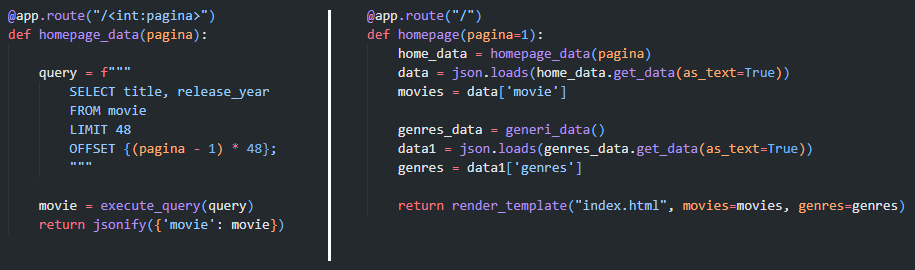 @app.route("/<int:pagina>")
def homepage_data(pagina):
query = f"""
SELECT title, release_year
FROM movie
LIMIT 48
OFFSET {(pagina - 1) * 48};
"""
movie = execute_query(query)
return jsonify({'movie': movie})
@app.route("/")
def homepage(pagina=1):
home_data = homepage_data(pagina)
data = json.loads(home_data.get_data(as_text=True))
movies = data['movie']
genres_data = generi_data()
data1 = json.loads(genres_data.get_data(as_text=True))
genres = data1['genres']
return render_template("index.html", movies=movies, genres=genres)